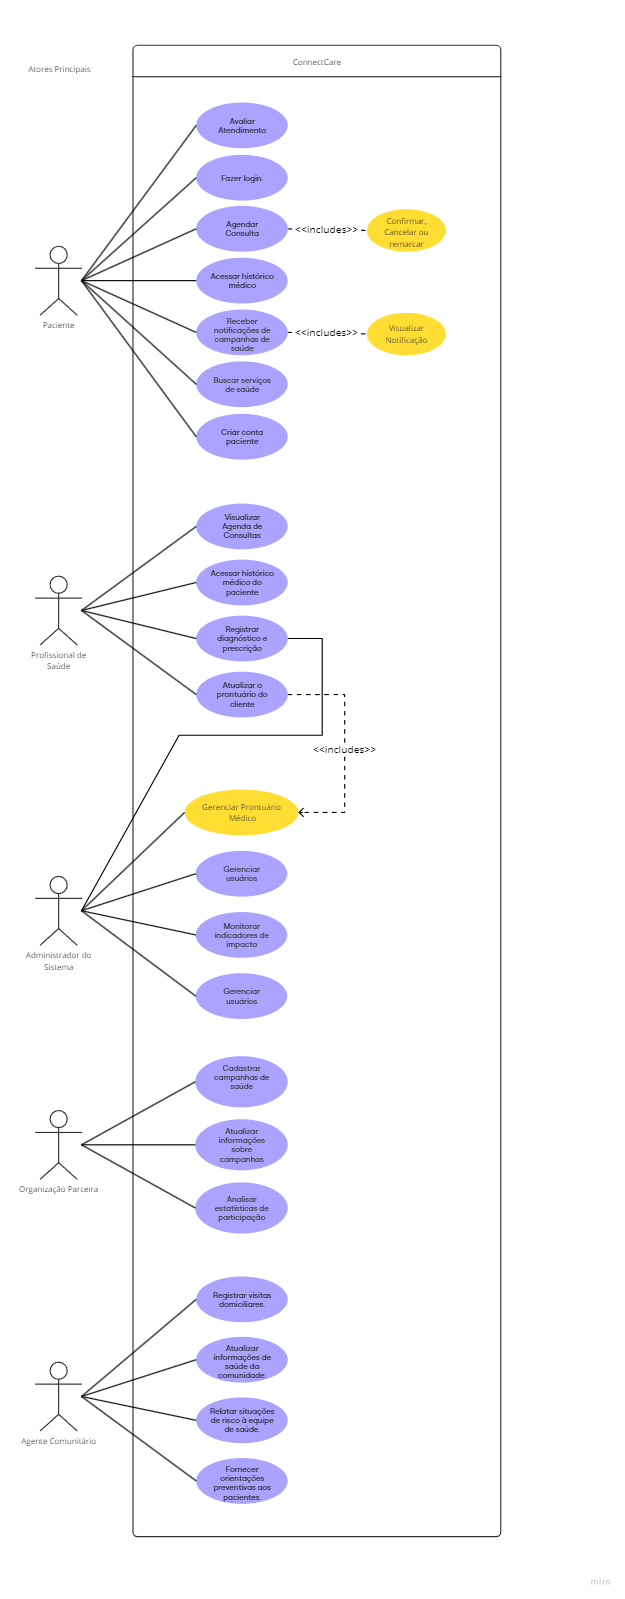 ConnectCare
Atores Principais
Avaliar
Atendimento
Fazer login.
Agendar
Consulta
<<includes>>
Confirmar,
Cancelar ou
remarcar
Acessar histórico
médico
Paciente
Receber
notificações de
campanhas de
saúde
<<includes>>
Visualizar
Notificação
Buscar serviços
de saúde
Criar conta
paciente
Visualizar
Agenda de
Consultas
Acessar histórico
médico do
paciente
Registrar
diagnóstico e
prescrição
Profissional de
Saúde
Atualizar o
prontuário do
cliente
<<includes>>
Gerenciar Prontuário
Médico
Gerenciar
usuários
Monitorar
indicadores de
impacto
Administrador do
Sistema
Gerenciar
usuários
Cadastrar
campanhas de
saúde
Atualizar
informações
sobre
campanhas
Organização Parceira
Analisar
estatísticas de
participação
Registrar visitas
domiciliares.
Atualizar
informações de
saúde da
comunidade.
Relatar situações
de risco à equipe
de saúde.
Agente Comunitário
Fornecer
orientações
preventivas aos
pacientes.
miro